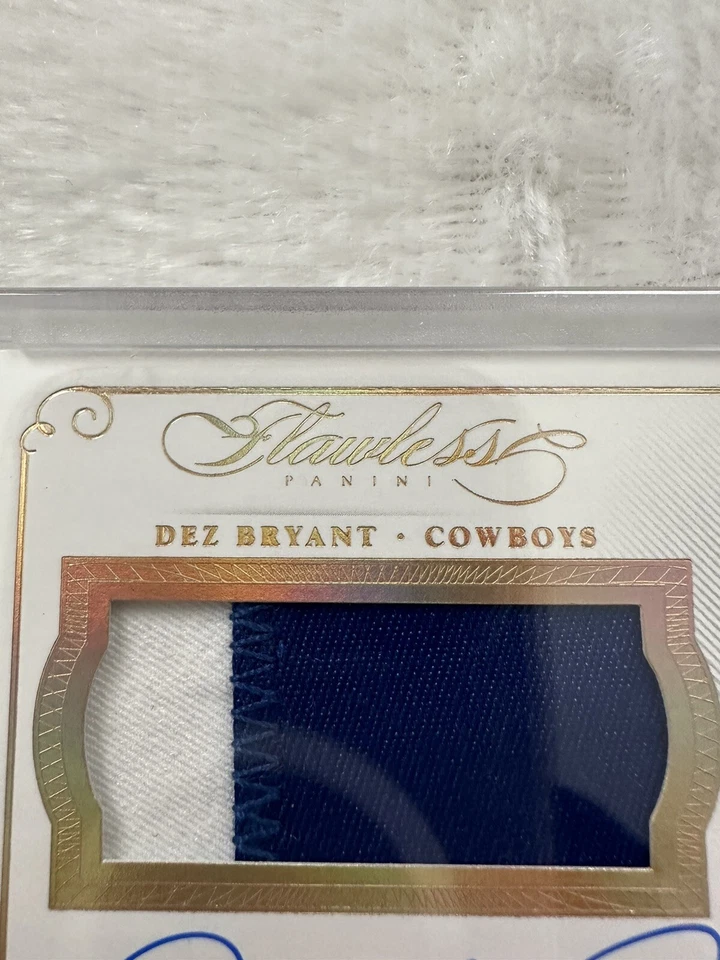 Flawless
PANINI
DEZ BRYANT · COWBOYS